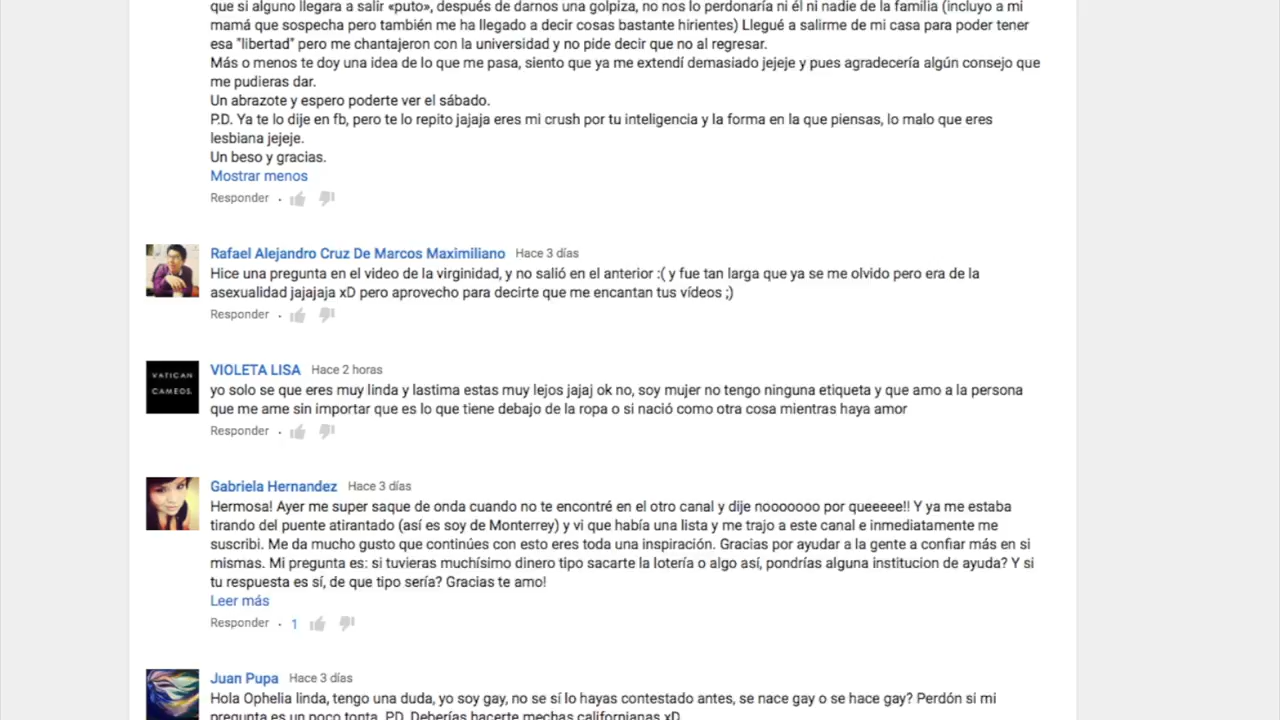 que si alguno llegara a salir «puto», después de darnos una golpiza, no nos lo perdonaría ni él ni nadie de la familia (incluyo a mi
mamá que sospecha pero también me ha llegado a decir cosas bastante hirientes) Llegué a salirme de mi casa para poder tener
esa "libertad" pero me chantajeron con la universidad y no pide decir que no al regresar.
Más o menos te doy una idea de lo que me pasa, siento que ya me extendí demasiado jejeje y pues agradecería algún consejo que
me pudieras dar.
Un abrazote y espero poderte ver el sábado.
P.D. Ya te lo dije en fb, pero te lo repito jajaja eres mi crush por tu inteligencia y la forma en la que piensas, lo malo que eres
lesbiana jejeje.
Un beso y gracias.
Mostrar menos
Responder ·
Rafael Alejandro Cruz De Marcos Maximiliano Hace 3 días
Hice una pregunta en el video de la virginidad, y no salió en el anterior :( y fue tan larga que ya se me olvido pero era de la
asexualidad jajajaja xD pero aprovecho para decirte que me encantan tus vídeos ;)
Responder ·
VATICAN
CAMEOS.
VIOLETA LISA Hace 2 horas
yo solo se que eres muy linda y lastima estas muy lejos jajaj ok no, soy mujer no tengo ninguna etiqueta y que amo a la persona
que me ame sin importar que es lo que tiene debajo de la ropa o si nació como otra cosa mientras haya amor
Responder ·
Gabriela Hernandez Hace 3 días
Hermosa! Ayer me super saque de onda cuando no te encontré en el otro canal y dije nooooooo por queeeee!! Y ya me estaba
tirando del puente atirantado (así es soy de Monterrey) y vi que había una lista y me trajo a este canal e inmediatamente me
suscribi. Me da mucho gusto que continúes con esto eres toda una inspiración. Gracias por ayudar a la gente a confiar más en si
mismas. Mi pregunta es: si tuvieras muchísimo dinero tipo sacarte la lotería o algo así, pondrías alguna institucion de ayuda? Y si
tu respuesta es sí, de que tipo sería? Gracias te amo!
Leer más
Responder · 1
Juan Pupa Hace 3 días
Hola Ophelia linda, tengo una duda, yo soy gay, no se sí lo hayas contestado antes, se nace gay o se hace gay? Perdón si mi
pregunta es un poco tonta. P.D. Deberías hacerte mechas californianas xD